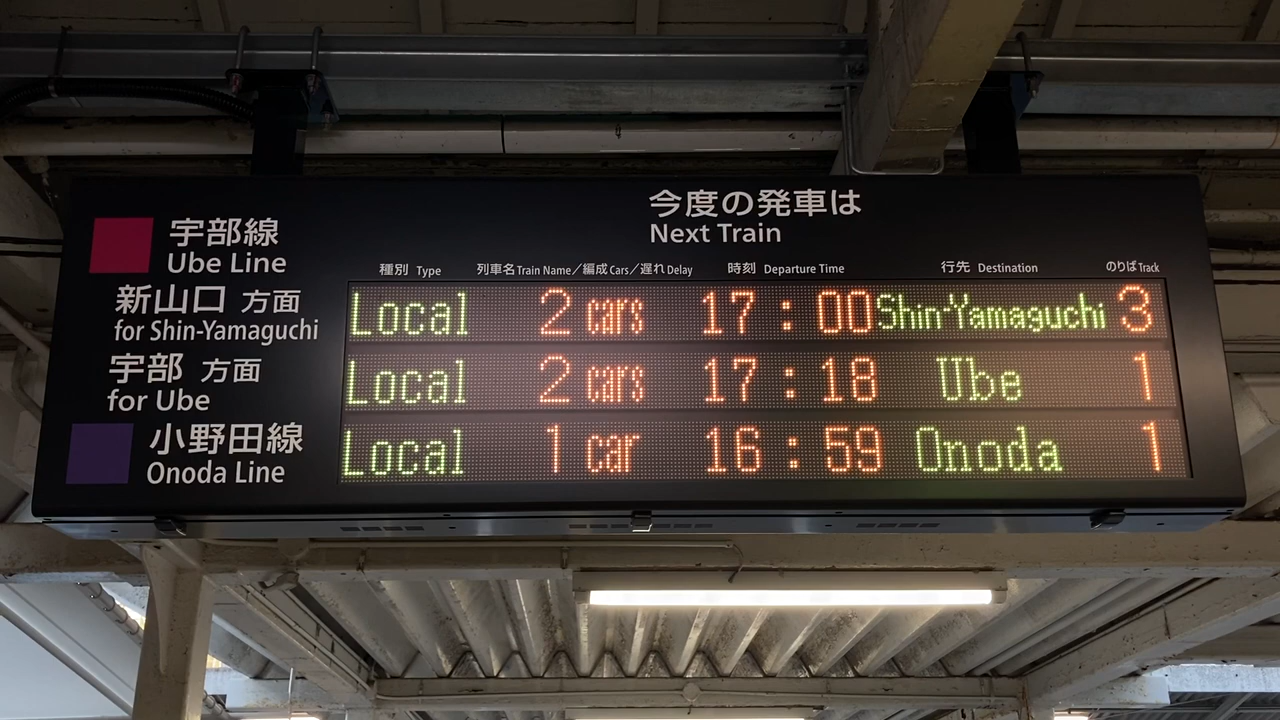 今度の発車は
Next Train
宇部線
Ube Line
種別 Type 列車名 Train Name／編成 Cars／遅れ Delay 時刻 Departure Time 行先 Destination のりば Track
新山口 方面
for Shin-Yamaguchi
Local 2 cars 17:00 Shin-Yamaguchi 3
宇部 方面
for Ube
Local 2 cars 17:18 Ube 1
小野田線
Onoda Line
Local 1 car 16:59 Onoda 1